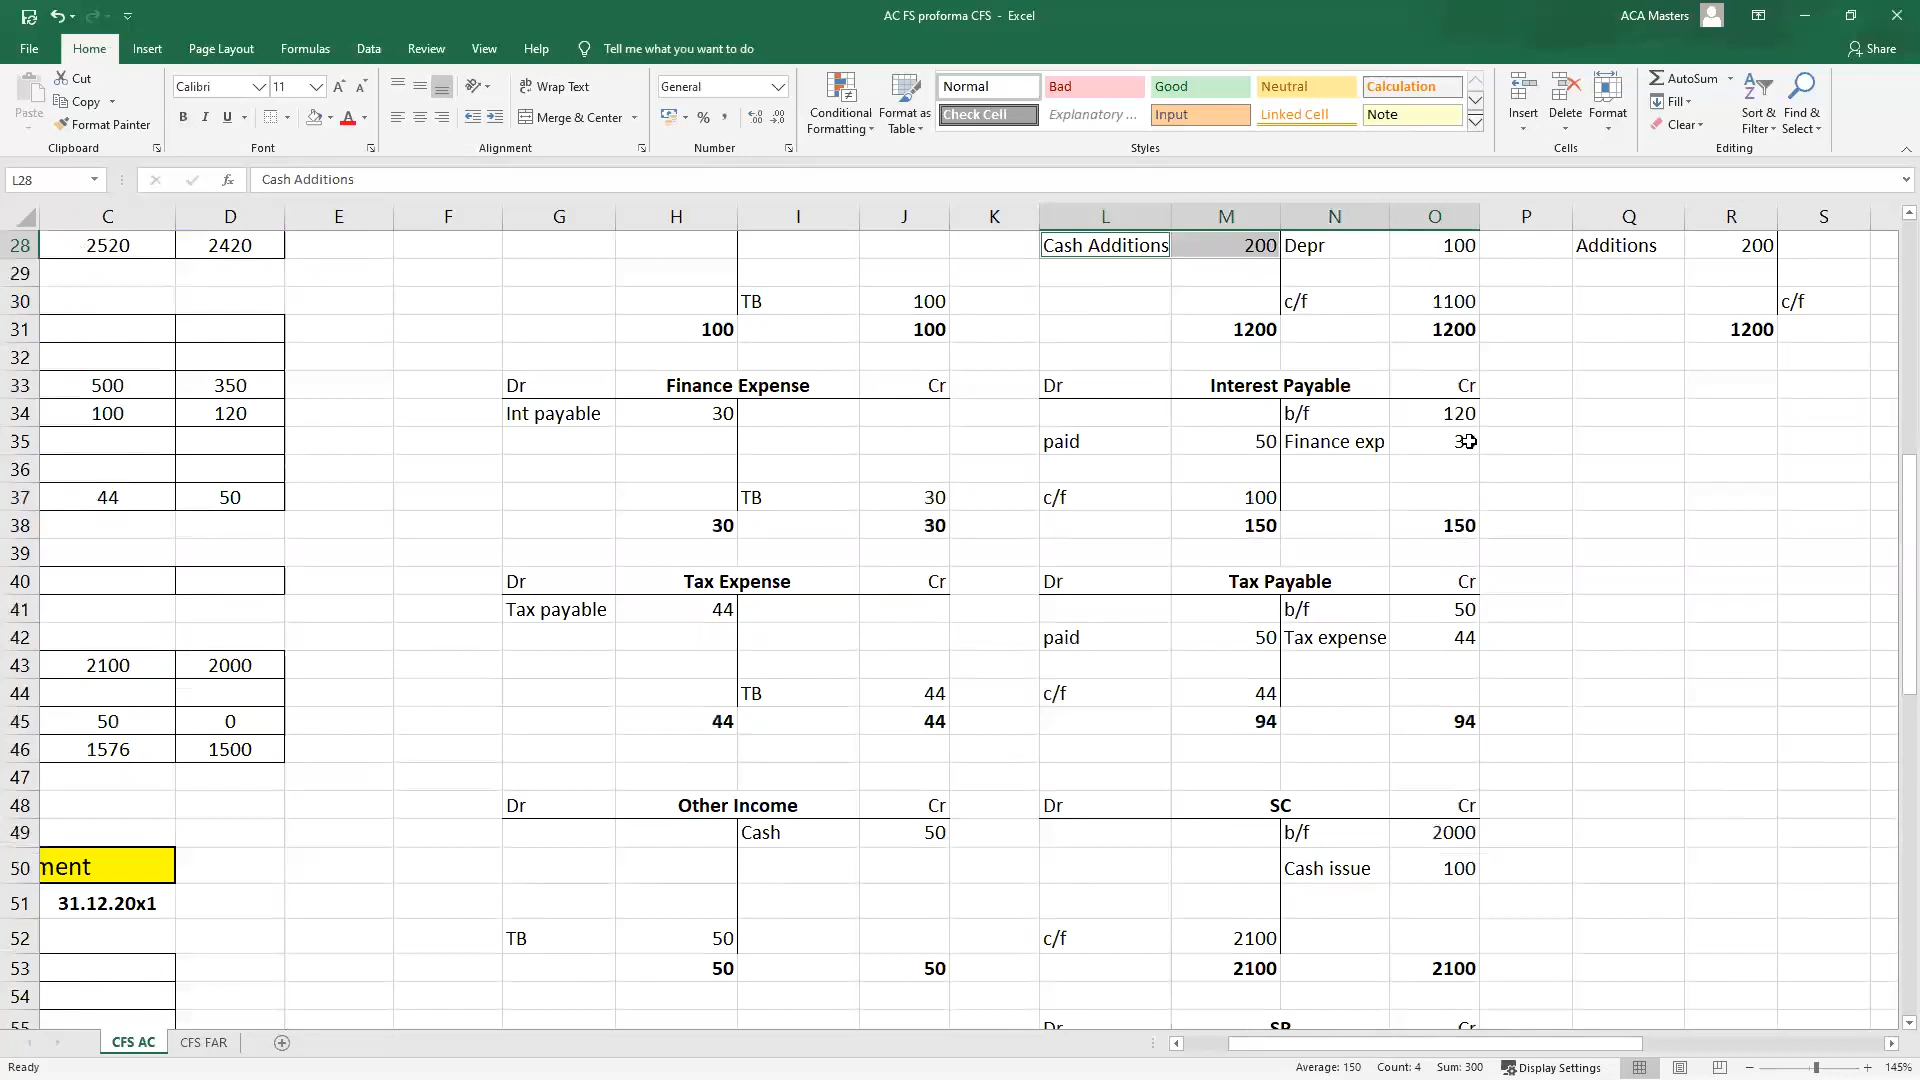 AC FS proforma CFS - Excel
ACA Masters
File Home Insert Page Layout Formulas Data Review View Help Tell me what you want to do
Share
Paste
Cut
Copy
Format Painter
Clipboard
Calibri 11
B I U
Font
Wrap Text
Merge & Center
Alignment
General
%
Number
Conditional Formatting
Format as Table
Normal Bad Good Neutral Calculation
Check Cell Explanatory ... Input Linked Cell Note
Styles
Insert Delete Format
Cells
AutoSum
Fill
Clear
Sort & Filter
Find & Select
Editing
L28 fx Cash Additions
C D E F G H I J K L M N O P Q R S
28 2520 2420 Cash Additions 200 Depr 100 Additions 200
29
30 TB 100 c/f 1100 c/f
31 100 100 1200 1200 1200
32
33 500 350 Dr Finance Expense Cr Dr Interest Payable Cr
34 100 120 Int payable 30 b/f 120
35 paid 50 Finance exp
36
37 44 50 TB 30 c/f 100
38 30 30 150 150
39
40 Dr Tax Expense Cr Dr Tax Payable Cr
41 Tax payable 44 b/f 50
42 paid 50 Tax expense 44
43 2100 2000
44 TB 44 c/f 44
45 50 0 44 44 94 94
46 1576 1500
47
48 Dr Other Income Cr Dr SC Cr
49 Cash 50 b/f 2000
50 ment Cash issue 100
51 31.12.20x1
52 TB 50 c/f 2100
53 50 50 2100 2100
54
55 Dr SP Cr
CFS AC CFS FAR
Ready
Average: 150 Count: 4 Sum: 300 Display Settings 145%